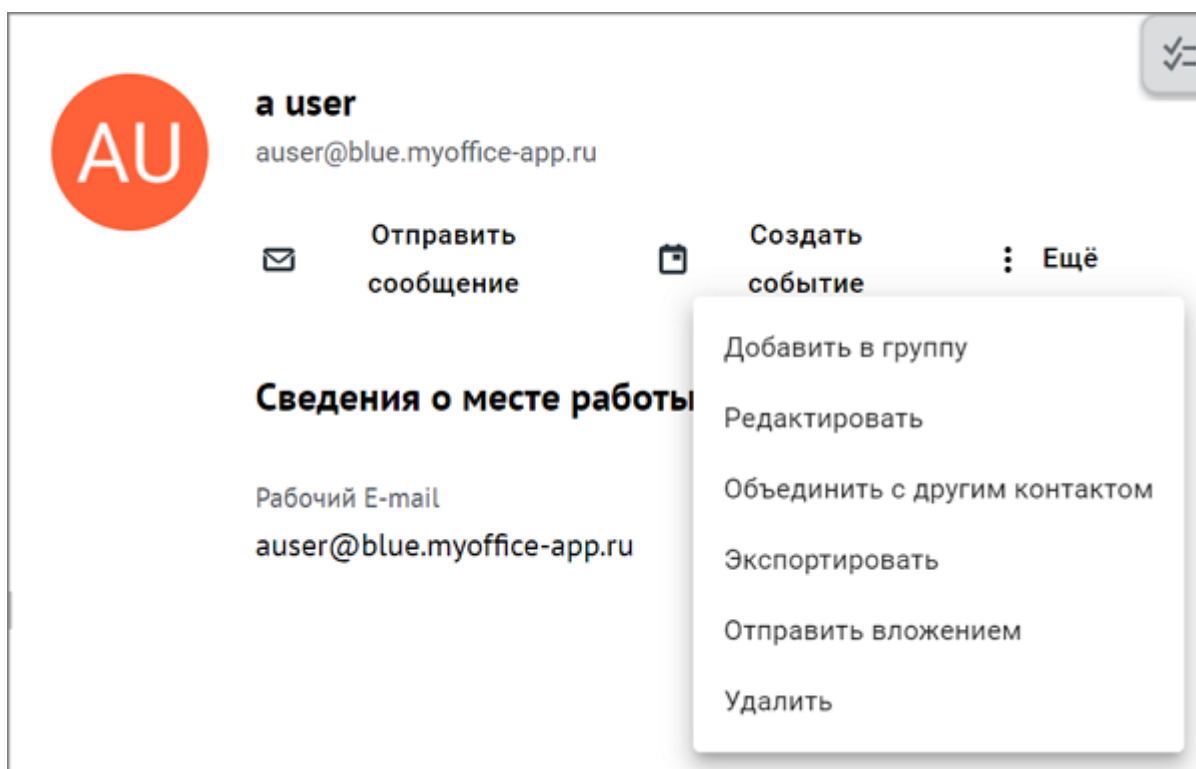 AU
a user
auser@blue.myoffice-app.ru
Отправить
сообщение
Создать
событие
Ещё
Добавить в группу
Редактировать
Объединить с другим контактом
Экспортировать
Отправить вложением
Удалить
Сведения о месте работы
Рабочий E-mail
auser@blue.myoffice-app.ru